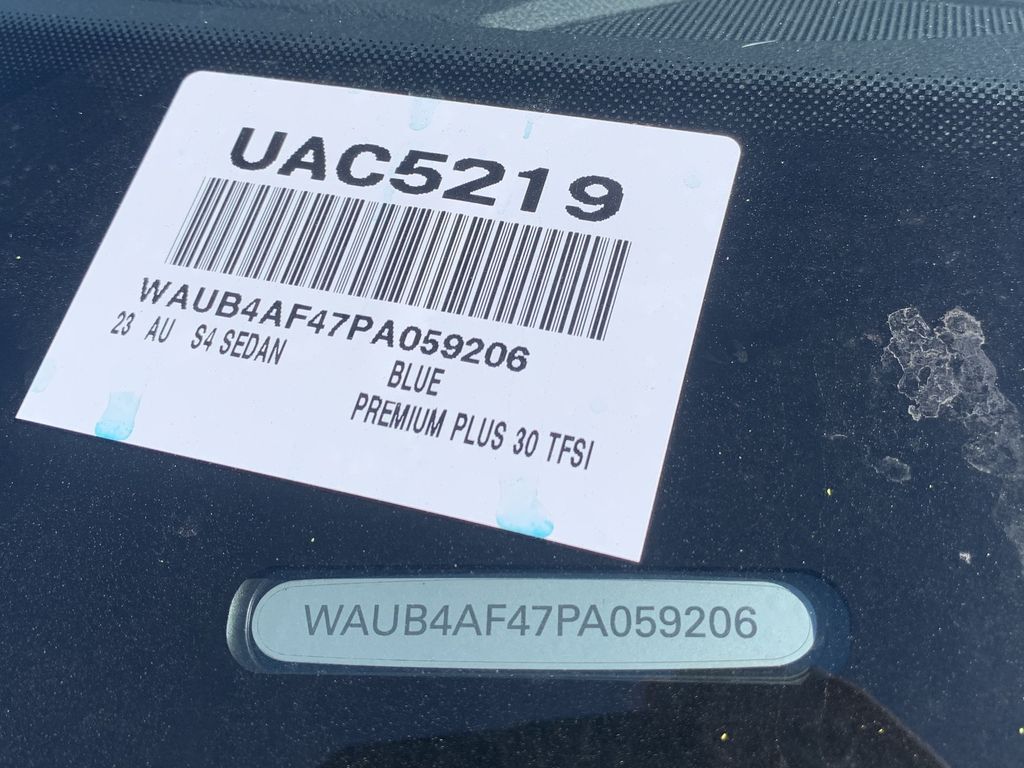 UAC5219
WAUB4AF47PA059206
23 AU S4 SEDAN
BLUE
PREMIUM PLUS 30 TFSI
WAUB4AF47PA059206